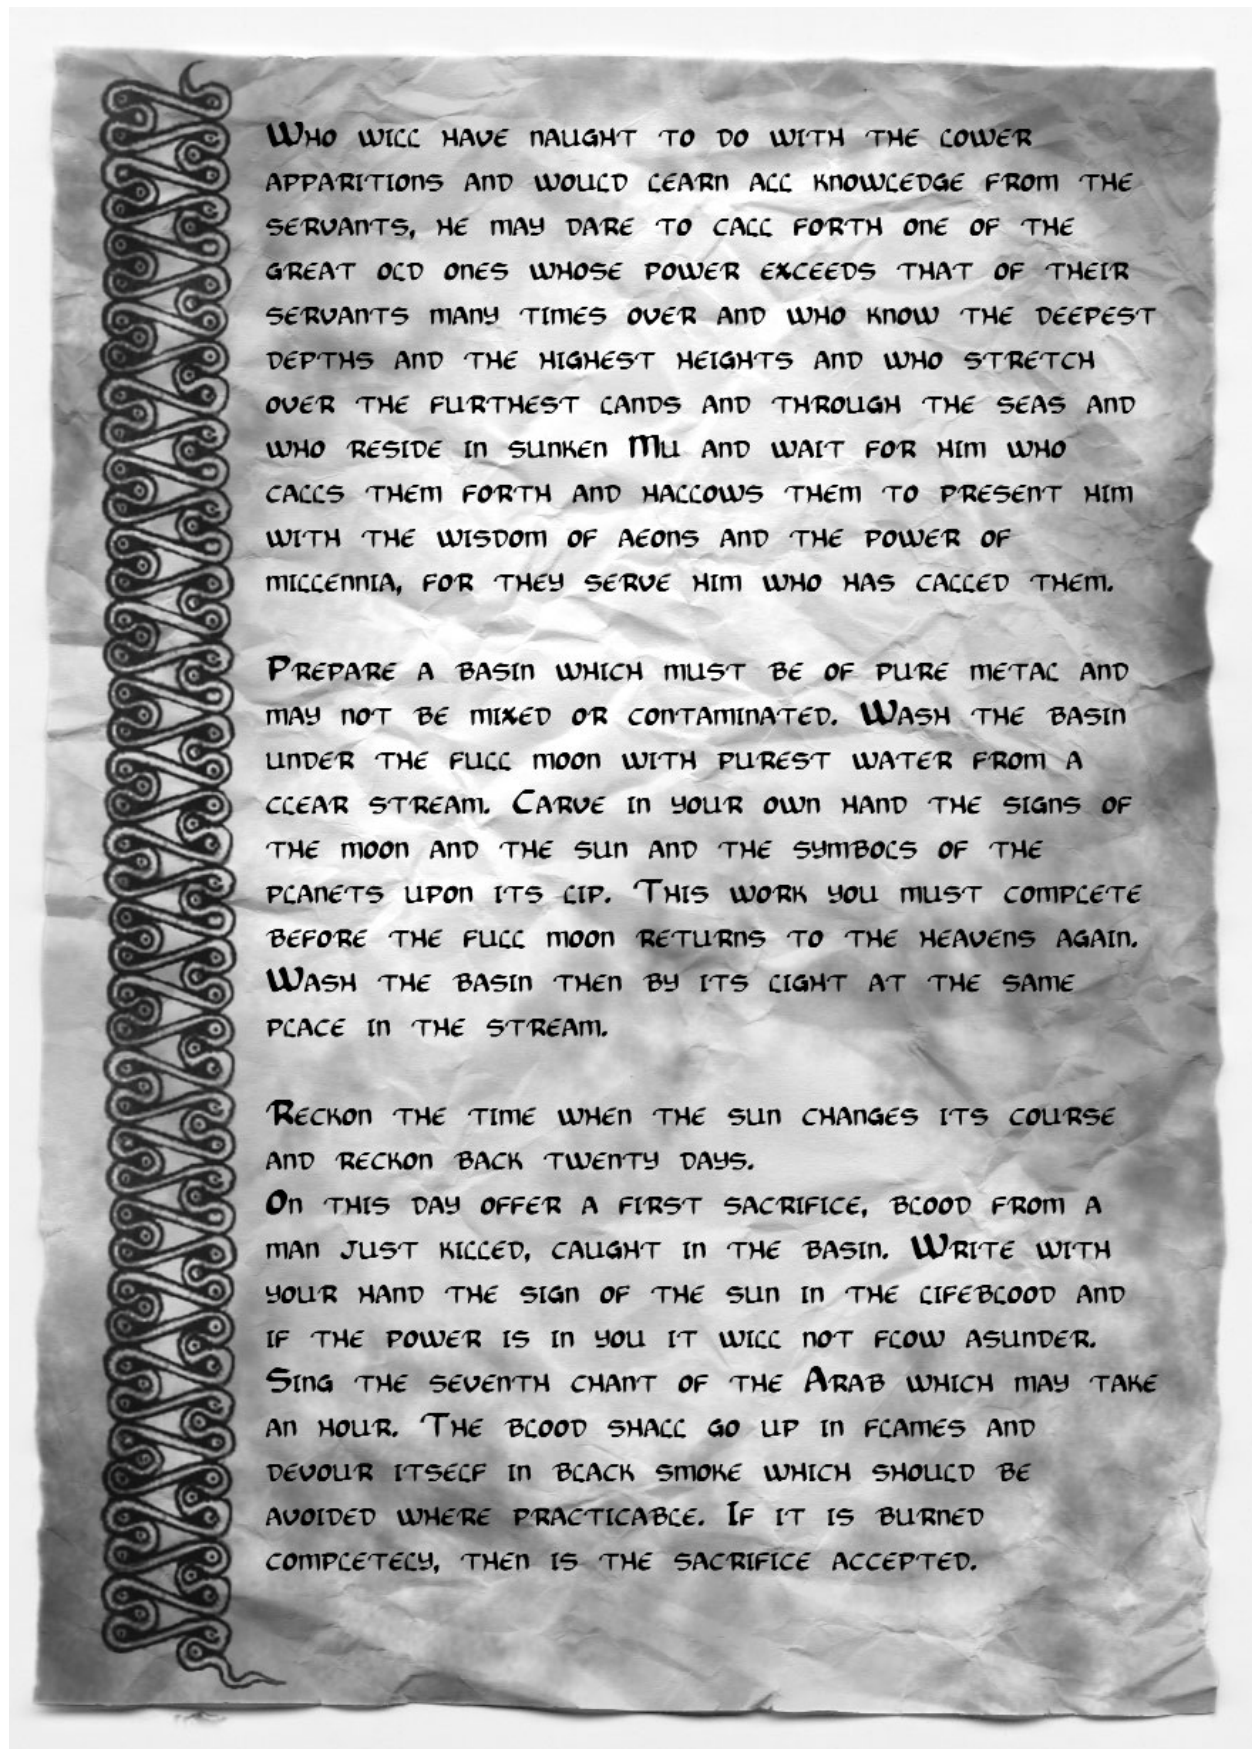 Who will have naught to do with the lower
apparitions and would learn all knowledge from the
servants, he may dare to call forth one of the
great old ones whose power exceeds that of their
servants many times over and who know the deepest
depths and the highest heights and who stretch
over the furthest lands and through the seas and
who reside in sunken Mu and wait for him who
calls them forth and hallows them to present him
with the wisdom of aeons and the power of
millennia, for they serve him who has called them.
Prepare a basin which must be of pure metal and
may not be mixed or contaminated. Wash the basin
under the full moon with purest water from a
clear stream. Carve in your own hand the signs of
the moon and the sun and the symbols of the
planets upon its lip. This work you must complete
before the full moon returns to the heavens again.
Wash the basin then by its light at the same
place in the stream.
Reckon the time when the sun changes its course
and reckon back twenty days.
On this day offer a first sacrifice, blood from a
man just killed, caught in the basin. Write with
your hand the sign of the sun in the lifeblood and
if the power is in you it will not flow asunder.
Sing the seventh chant of the Arab which may take
an hour. The blood shall go up in flames and
devour itself in black smoke which should be
avoided where practicable. If it is burned
completely, then is the sacrifice accepted.